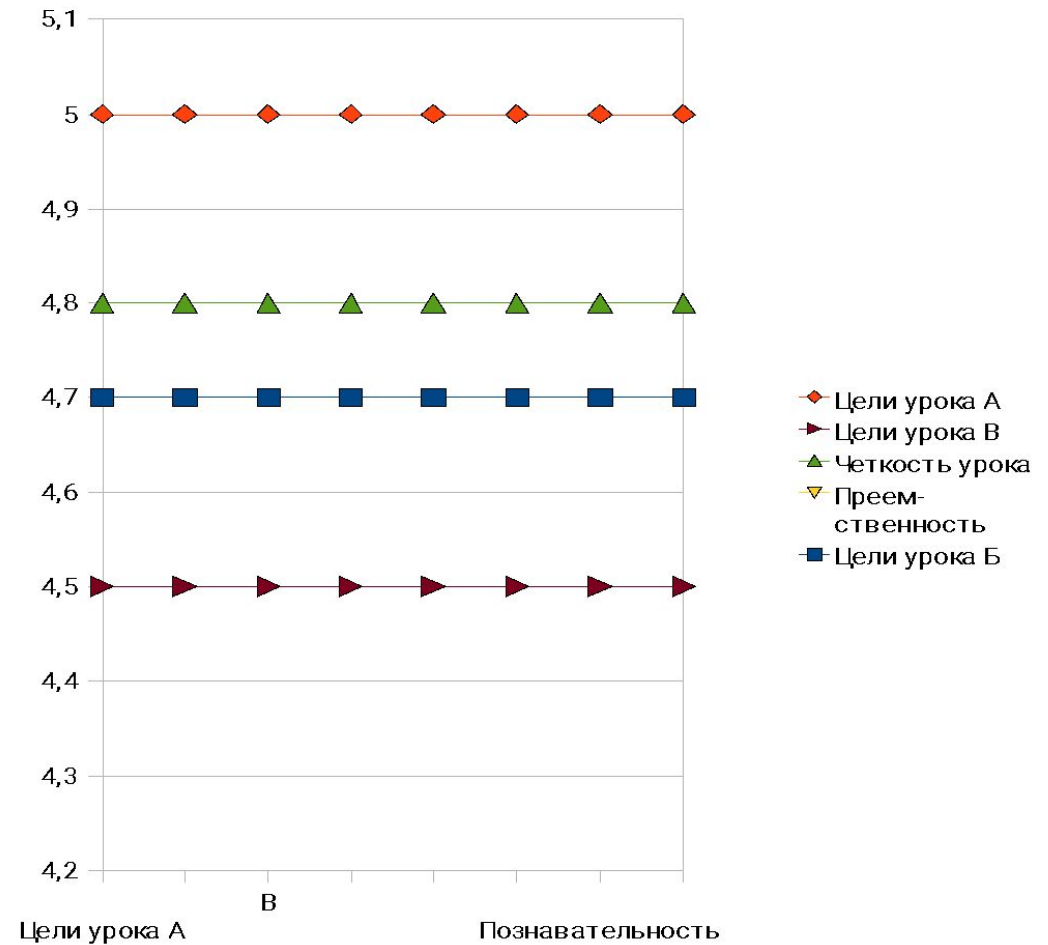 5,1
5
4,9
4,8
4,7
4,6
4,5
4,4
4,3
4,2
В
Цели урока А
Познавательность
Цели урока А
Цели урока В
Четкость урока
Преем-
ственность
Цели урока Б